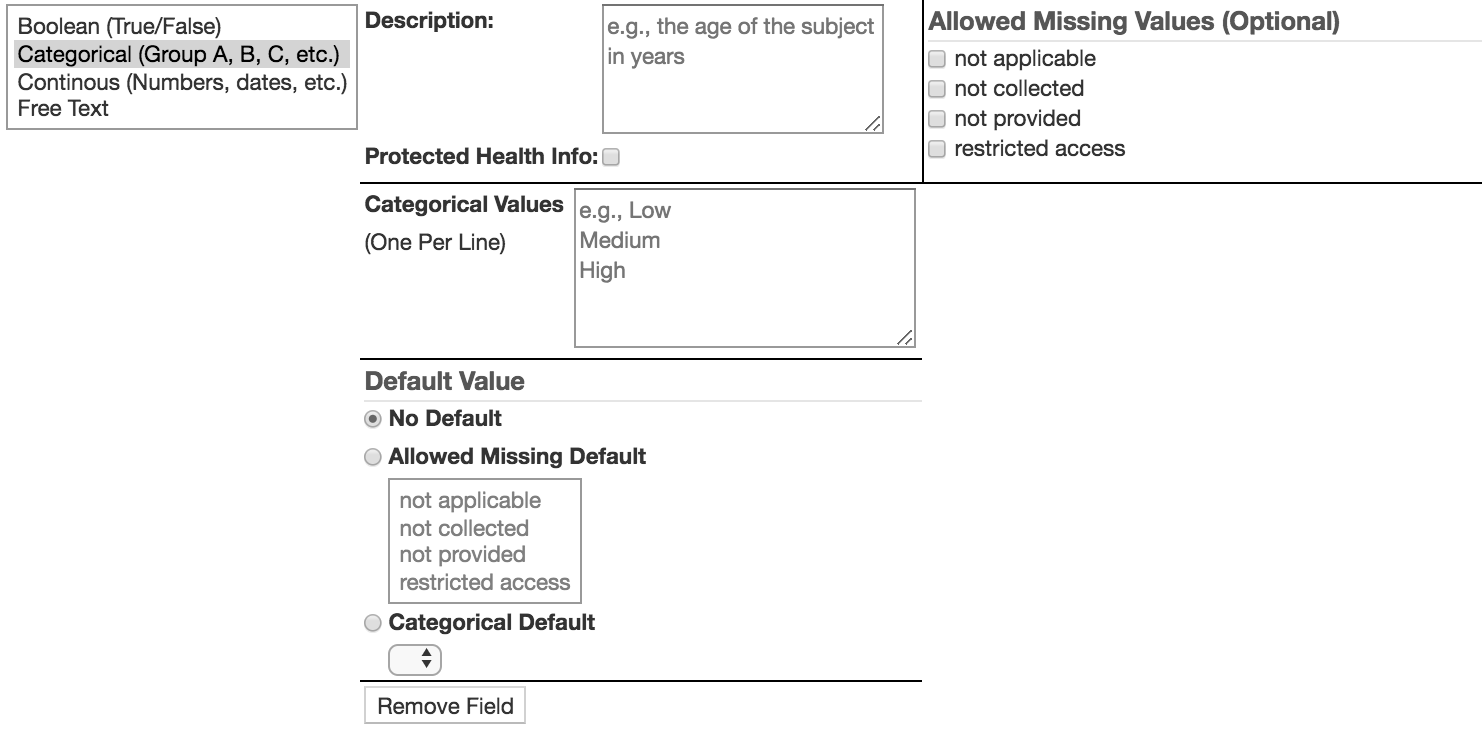 Boolean (True/False)
Categorical (Group A, B, C, etc.)
Continous (Numbers, dates, etc.)
Free Text
Description:
e.g., the age of the subject
in years
Protected Health Info:
Allowed Missing Values (Optional)
not applicable
not collected
not provided
restricted access
Categorical Values
(One Per Line)
e.g., Low
Medium
High
Default Value
No Default
Allowed Missing Default
not applicable
not collected
not provided
restricted access
Categorical Default
Remove Field